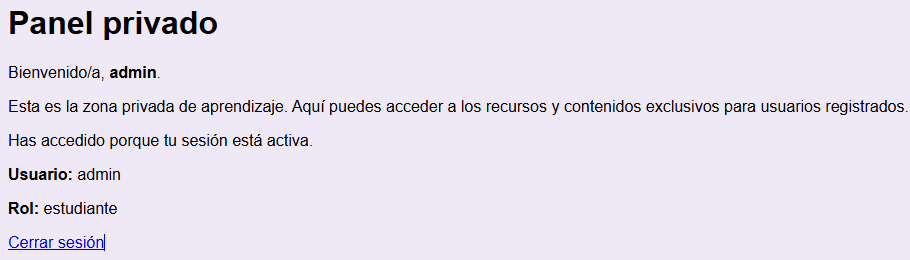 Panel privado
Bienvenido/a, admin.
Esta es la zona privada de aprendizaje. Aquí puedes acceder a los recursos y contenidos exclusivos para usuarios registrados.
Has accedido porque tu sesión está activa.
Usuario: admin
Rol: estudiante
Cerrar sesión